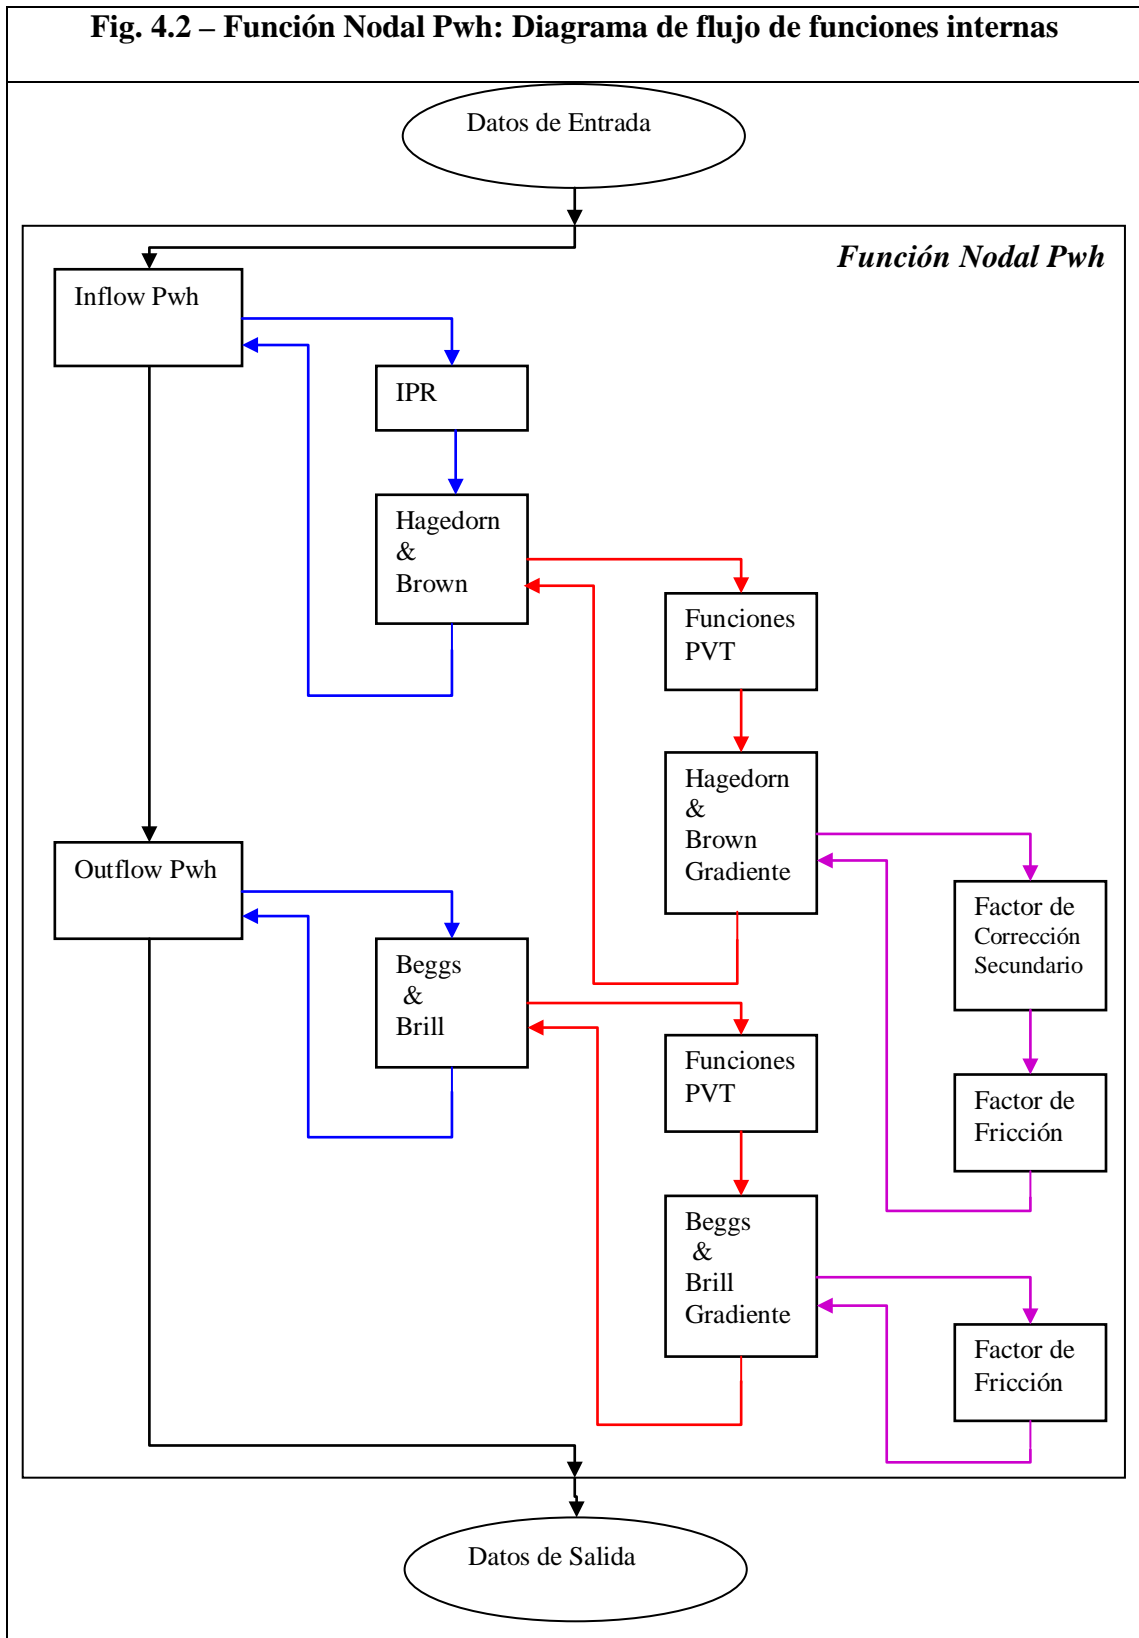 Fig. 4.2 – Función Nodal Pwh: Diagrama de flujo de funciones internas
Datos de Entrada
Función Nodal Pwh
Inflow Pwh
IPR
Hagedorn
&
Brown
Funciones
PVT
Hagedorn
&
Brown
Gradiente
Factor de
Corrección
Secundario
Factor de
Fricción
Outflow Pwh
Beggs
&
Brill
Funciones
PVT
Beggs
&
Brill
Gradiente
Factor de
Fricción
Datos de Salida